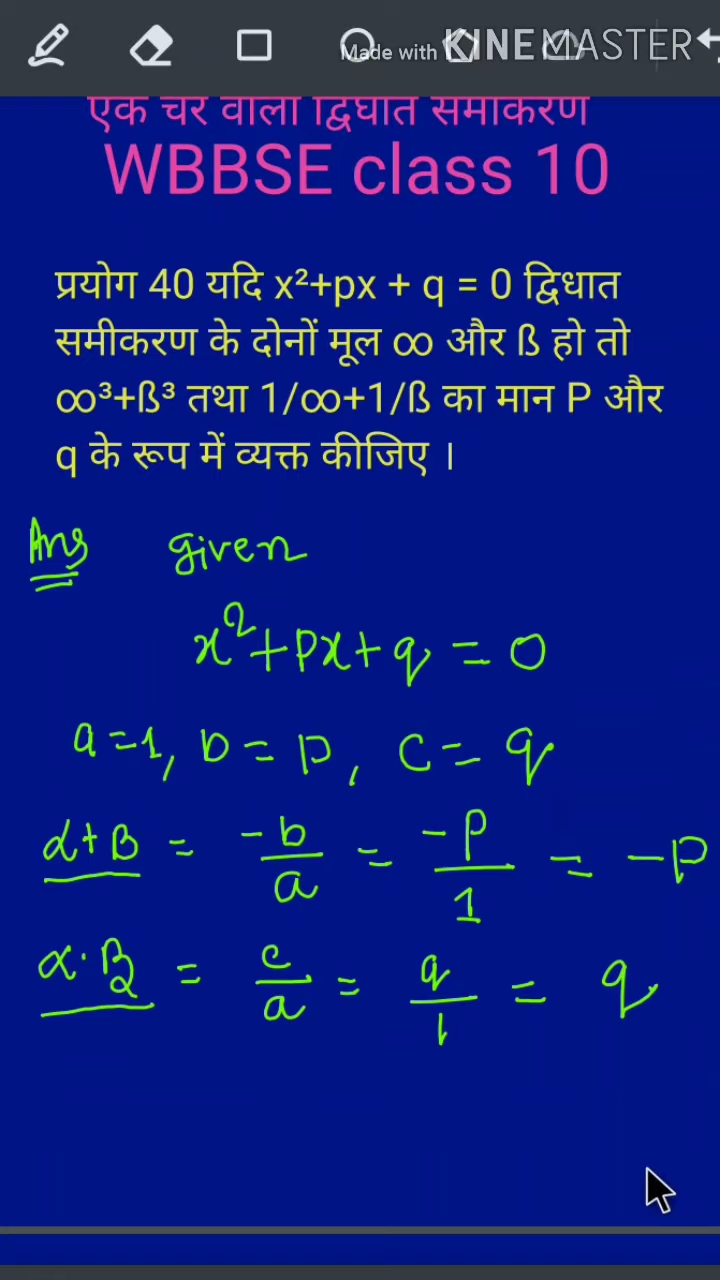 Made with KINEMASTER
एक चर वाला द्विघात समीकरण
WBBSE class 10
प्रयोग 40 यदि x²+px + q = 0 द्विधात
समीकरण के दोनों मूल ∞ और ß हो तो
∞³+ß³ तथा 1/∞+1/ß का मान P और
q के रूप में व्यक्त कीजिए ।
Ans given
x²+px+q = 0
a=1, b=p, c=q
α+β = -b/a = -p/1 = -p
α·β = c/a = q/1 = q